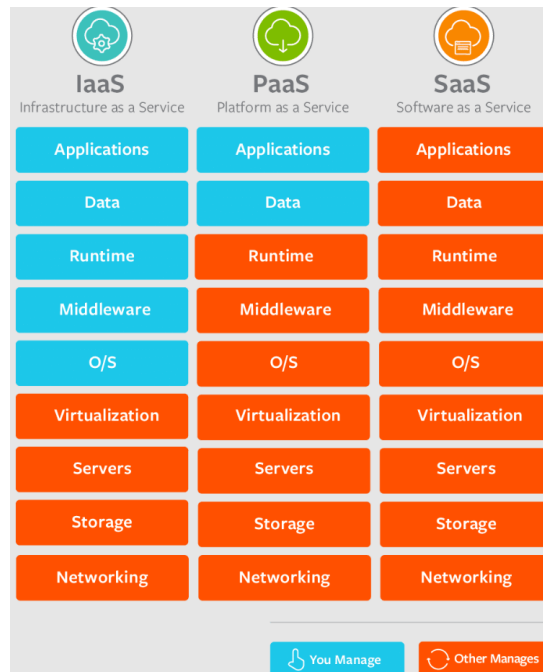 IaaS PaaS SaaS
Infrastructure as a Service Platform as a Service Software as a Service
Applications Applications Applications
Data Data Data
Runtime Runtime Runtime
Middleware Middleware Middleware
O/S O/S O/S
Virtualization Virtualization Virtualization
Servers Servers Servers
Storage Storage Storage
Networking Networking Networking
You Manage Other Manages